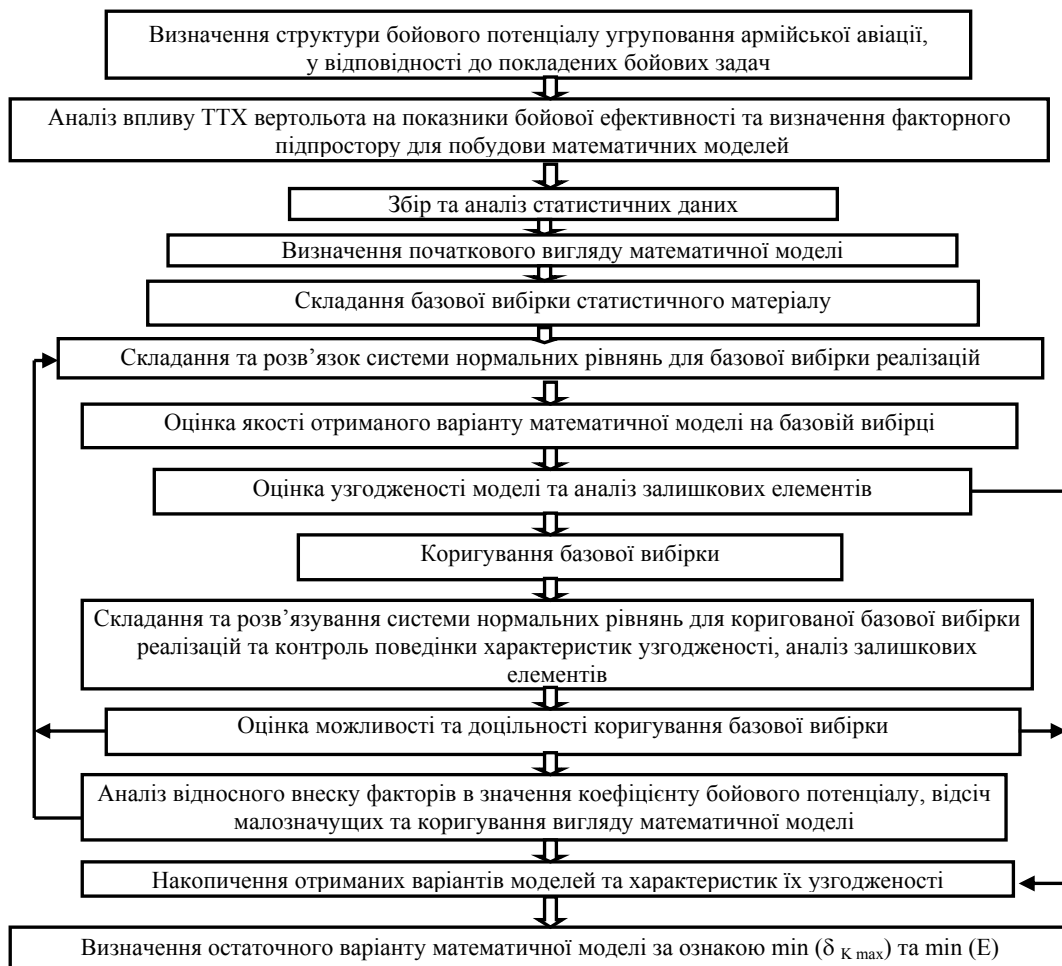 Визначення структури бойового потенціалу угруповання армійської авіації,
у відповідності до покладених бойових задач
Аналіз впливу ТТХ вертольота на показники бойової ефективності та визначення факторного
підпростору для побудови математичних моделей
Збір та аналіз статистичних даних
Визначення початкового вигляду математичної моделі
Складання базової вибірки статистичного матеріалу
Складання та розв’язок системи нормальних рівнянь для базової вибірки реалізацій
Оцінка якості отриманого варіанту математичної моделі на базовій вибірці
Оцінка узгодженості моделі та аналіз залишкових елементів
Коригування базової вибірки
Складання та розв’язування системи нормальних рівнянь для коригованої базової вибірки
реалізацій та контроль поведінки характеристик узгодженості, аналіз залишкових
елементів
Оцінка можливості та доцільності коригування базової вибірки
Аналіз відносного внеску факторів в значення коефіцієнту бойового потенціалу, відсіч
малозначущих та коригування вигляду математичної моделі
Накопичення отриманих варіантів моделей та характеристик їх узгодженості
Визначення остаточного варіанту математичної моделі за ознакою min (δ K max) та min (E)